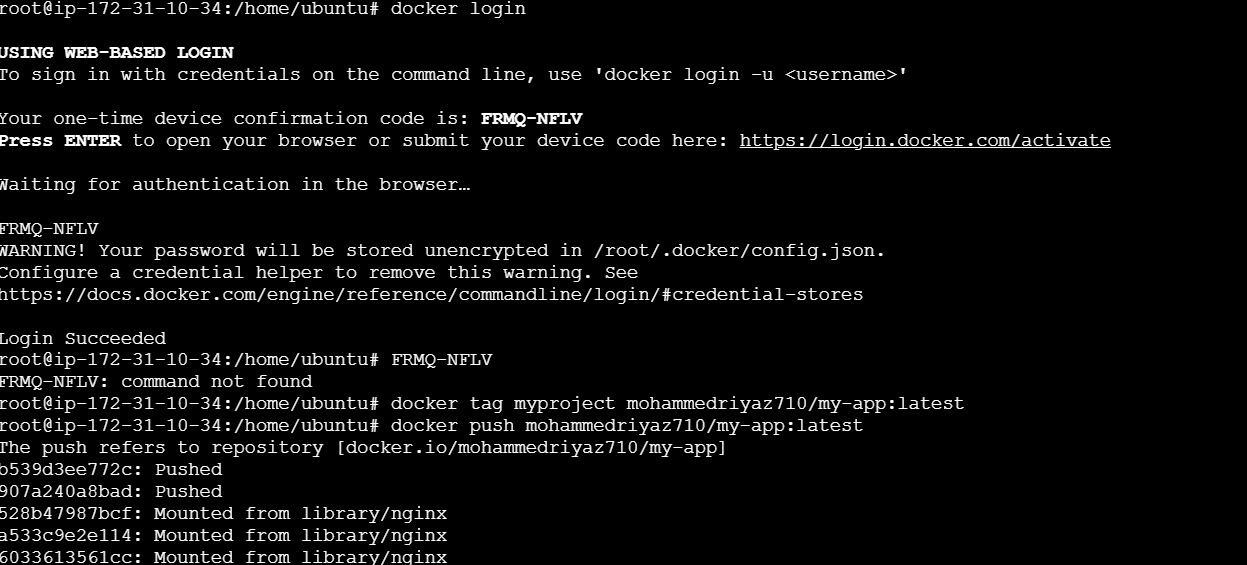 root@ip-172-31-10-34:/home/ubuntu# docker login
USING WEB-BASED LOGIN
To sign in with credentials on the command line, use 'docker login -u <username>'
Your one-time device confirmation code is: FRMQ-NFLV
Press ENTER to open your browser or submit your device code here: https://login.docker.com/activate
Waiting for authentication in the browser…
FRMQ-NFLV
WARNING! Your password will be stored unencrypted in /root/.docker/config.json.
Configure a credential helper to remove this warning. See
https://docs.docker.com/engine/reference/commandline/login/#credential-stores
Login Succeeded
root@ip-172-31-10-34:/home/ubuntu# FRMQ-NFLV
FRMQ-NFLV: command not found
root@ip-172-31-10-34:/home/ubuntu# docker tag myproject mohammedriyaz710/my-app:latest
root@ip-172-31-10-34:/home/ubuntu# docker push mohammedriyaz710/my-app:latest
The push refers to repository [docker.io/mohammedriyaz710/my-app]
b539d3ee772c: Pushed
907a240a8bad: Pushed
528b47987bcf: Mounted from library/nginx
a533c9e2e114: Mounted from library/nginx
6033613561cc: Mounted from library/nginx